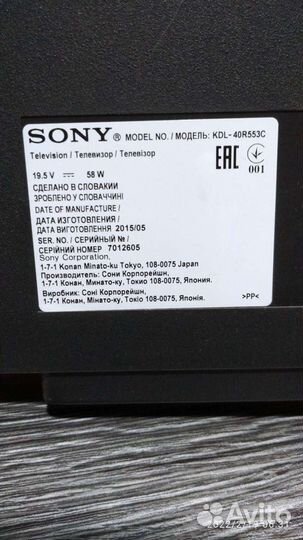 SONY® MODEL NO. / МОДЕЛЬ: KDL-40R553C
Television / Телевизор / Телевізор
19.5 V ⎓ 58 W
EAC
001
СДЕЛАНО В СЛОВАКИИ
ЗРОБЛЕНО У СЛОВАЧЧИНІ
DATE OF MANUFACTURE /
ДАТА ИЗГОТОВЛЕНИЯ /
ДАТА ВИГОТОВЛЕННЯ 2015/05
SER. NO. / СЕРИЙНЫЙ № /
СЕРІЙНИЙ НОМЕР 7012605
Sony Corporation,
1-7-1 Konan Minato-ku Tokyo, 108-0075 Japan
Производитель: Сони Корпорейшн,
1-7-1 Конан, Минато-ку, Токио 108-0075, Япония.
Виробник: Соні Корпорейшн,
1-7-1 Конан, Мінато-ку, Токіо 108-0075, Японія.
>PP<
Avito